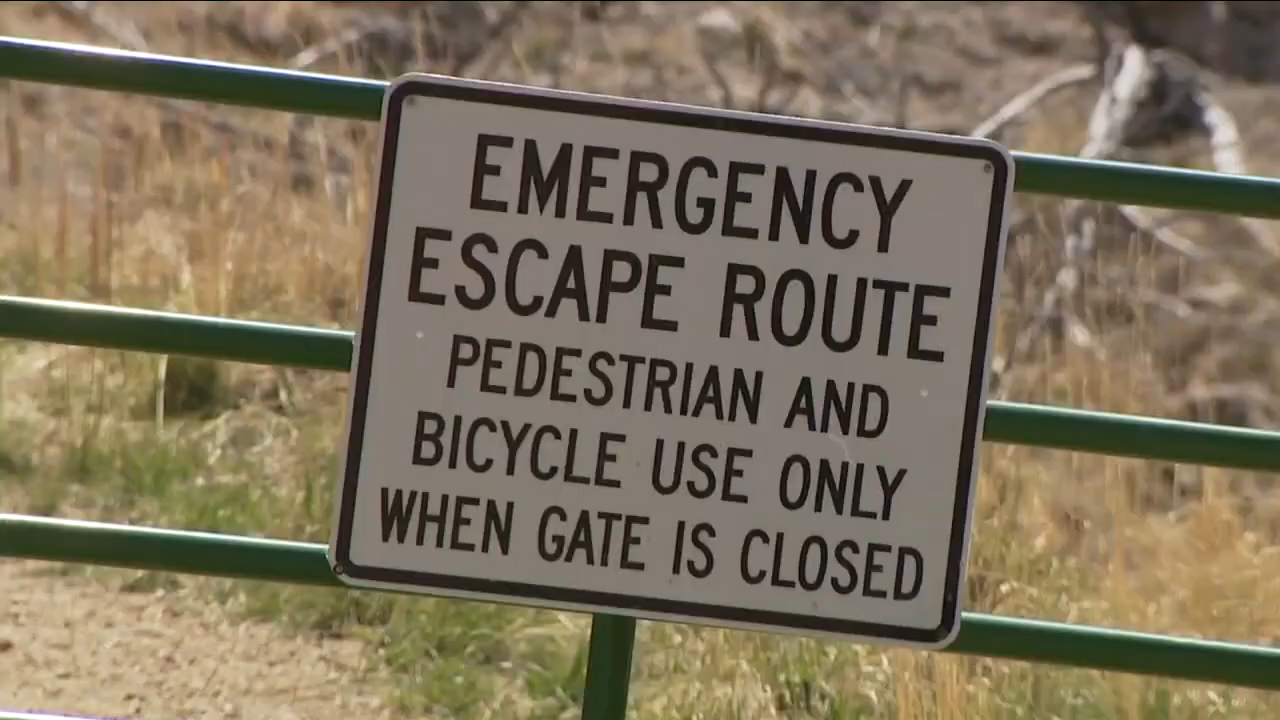 EMERGENCY
ESCAPE ROUTE
PEDESTRIAN AND
BICYCLE USE ONLY
WHEN GATE IS CLOSED